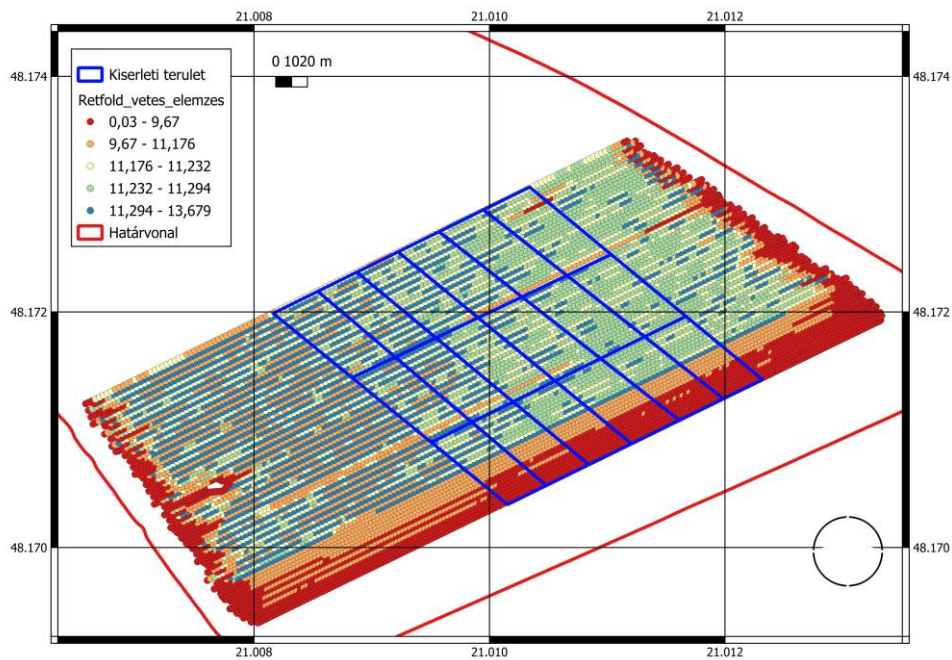 21.008 21.010 21.012
48.174 48.174
Kiserleti terulet
0 1020 m
Retfold_vetes_elemzes
0,03 - 9,67
9,67 - 11,176
11,176 - 11,232
11,232 - 11,294
11,294 - 13,679
Határvonal
48.172 48.172
48.170 48.170
21.008 21.010 21.012